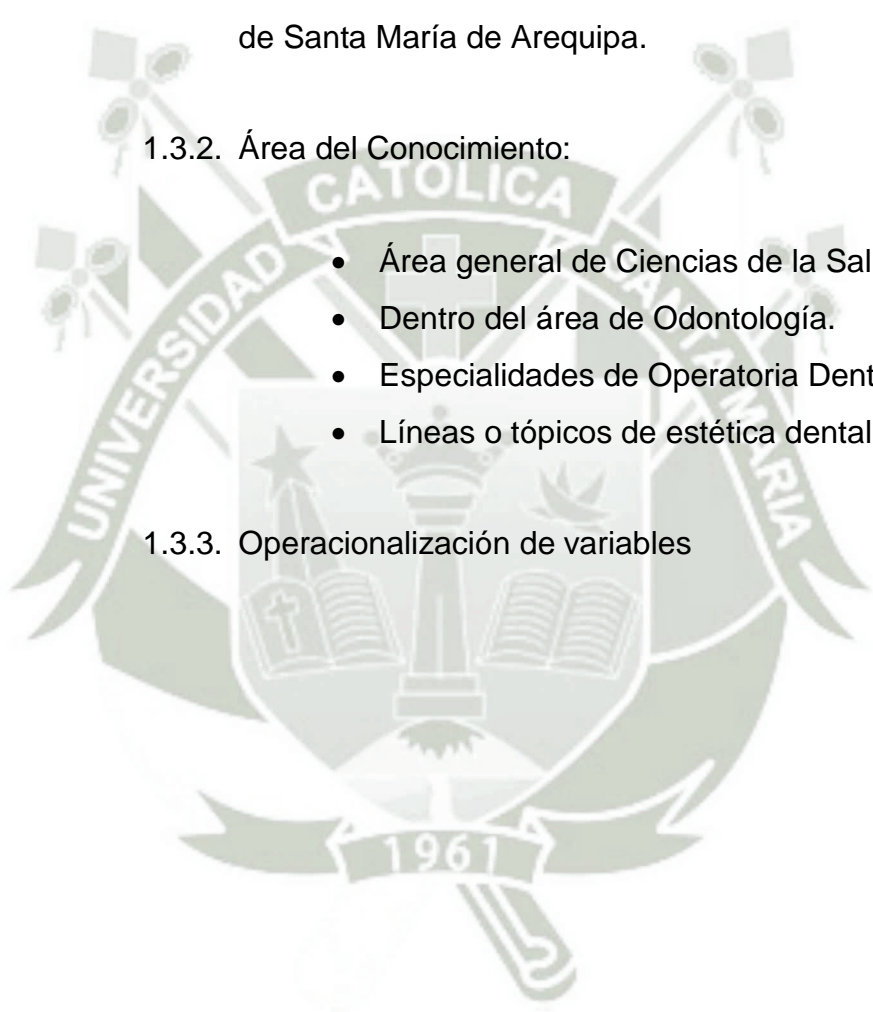 de Santa María de Arequipa.
1.3.2. Área del Conocimiento:
• Área general de Ciencias de la Sal
• Dentro del área de Odontología.
• Especialidades de Operatoria Dent
• Líneas o tópicos de estética dental
1.3.3. Operacionalización de variables
UNIVERSIDAD CATOLICA SANTA MARIA
1961